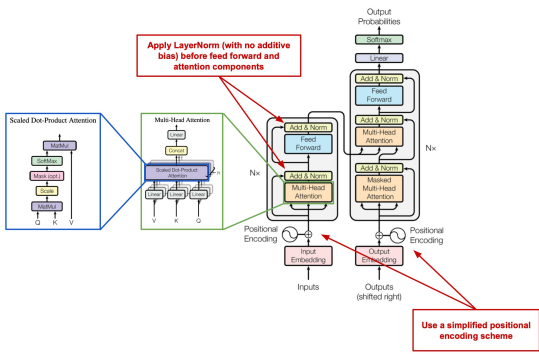 Output
Probabilities
Softmax
Linear
Add & Norm
Feed
Forward
Add & Norm
Multi-Head
Attention
N×
Add & Norm
Masked
Multi-Head
Attention
Positional
Encoding
Output
Embedding
Outputs
(shifted right)
Apply LayerNorm (with no additive
bias) before feed forward and
attention components
Add & Norm
Feed
Forward
N×
Add & Norm
Multi-Head
Attention
Positional
Encoding
Input
Embedding
Inputs
Scaled Dot-Product Attention
MatMul
SoftMax
Mask (opt.)
Scale
MatMul
Q K V
Multi-Head Attention
Linear
Concat
Scaled Dot-Product
Attention
h
Linear Linear Linear
V K Q
Use a simplified positional
encoding scheme